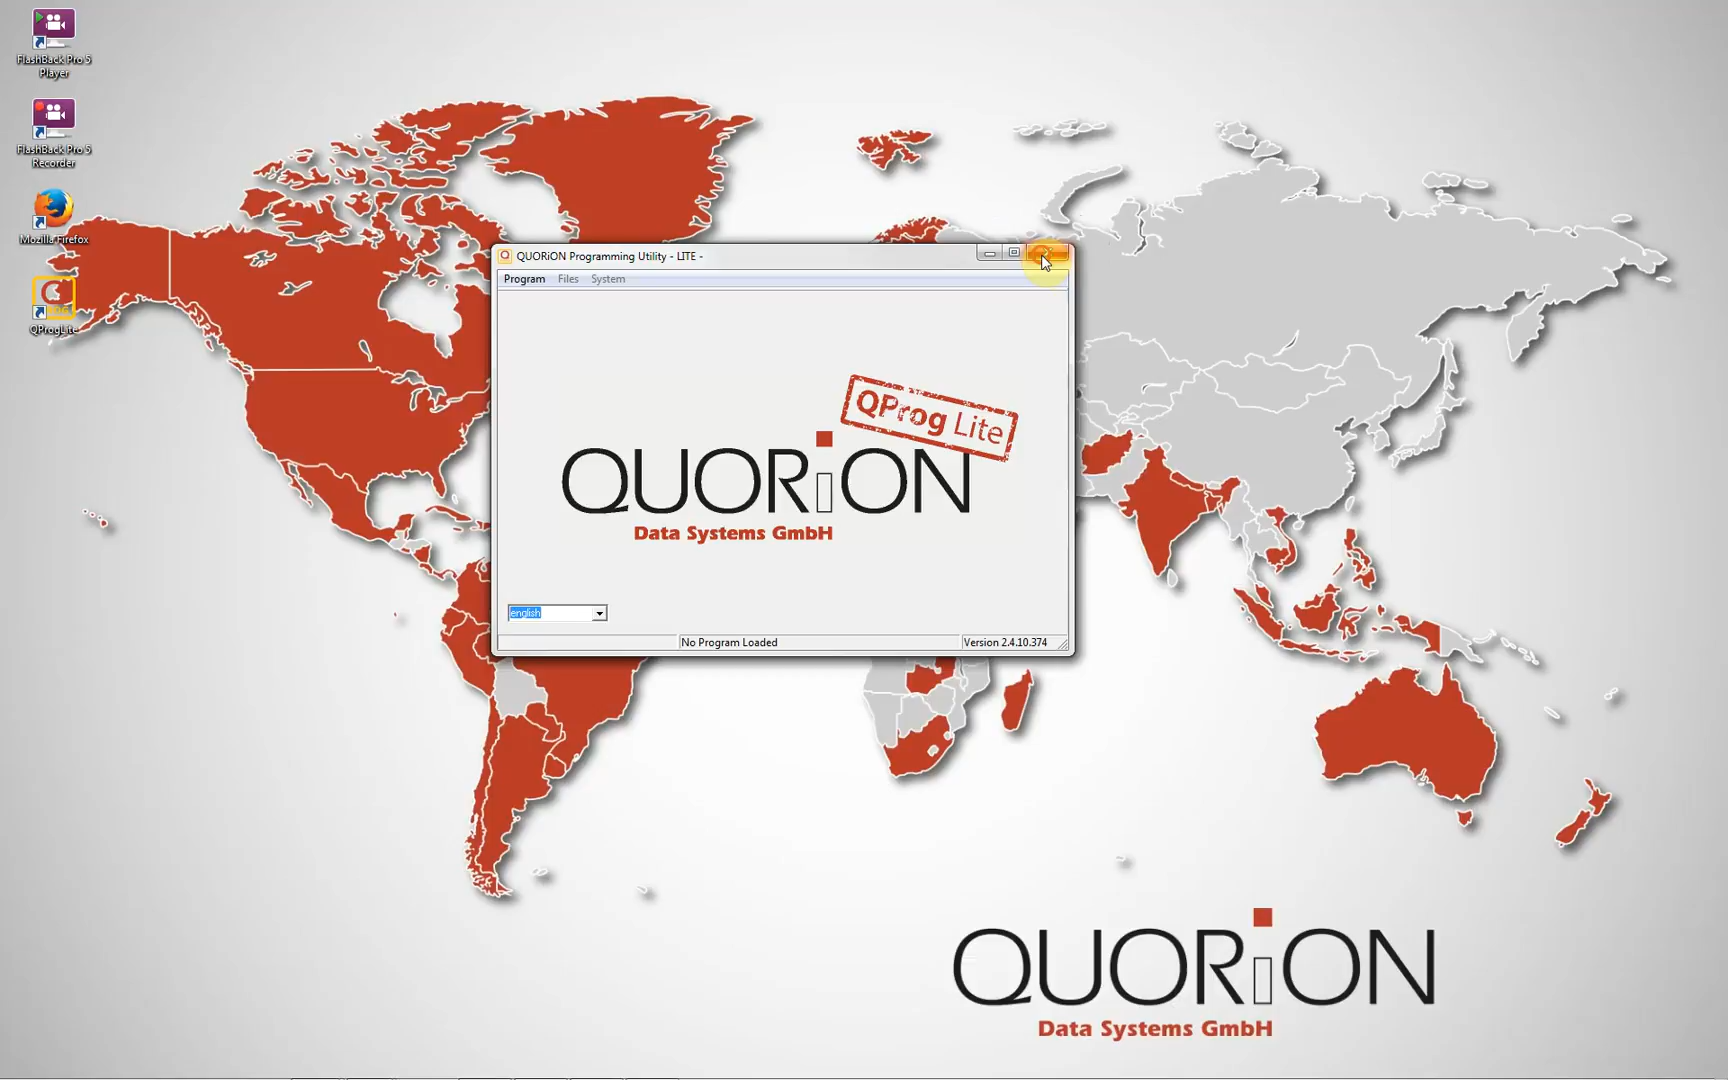 FlashBack Pro 5
Player
FlashBack Pro 5
Recorder
Mozilla Firefox
QProgLite
QUORiON Programming Utility - LITE -
Program Files System
QProg Lite
QUORiON
Data Systems GmbH
english
No Program Loaded Version 2.4.10.374
QUORiON
Data Systems GmbH